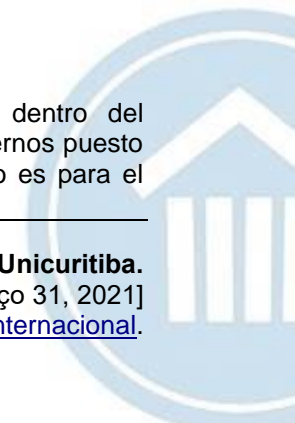 dentro del
ernos puesto
o es para el
Unicuritiba.
ço 31, 2021]
nternacional.